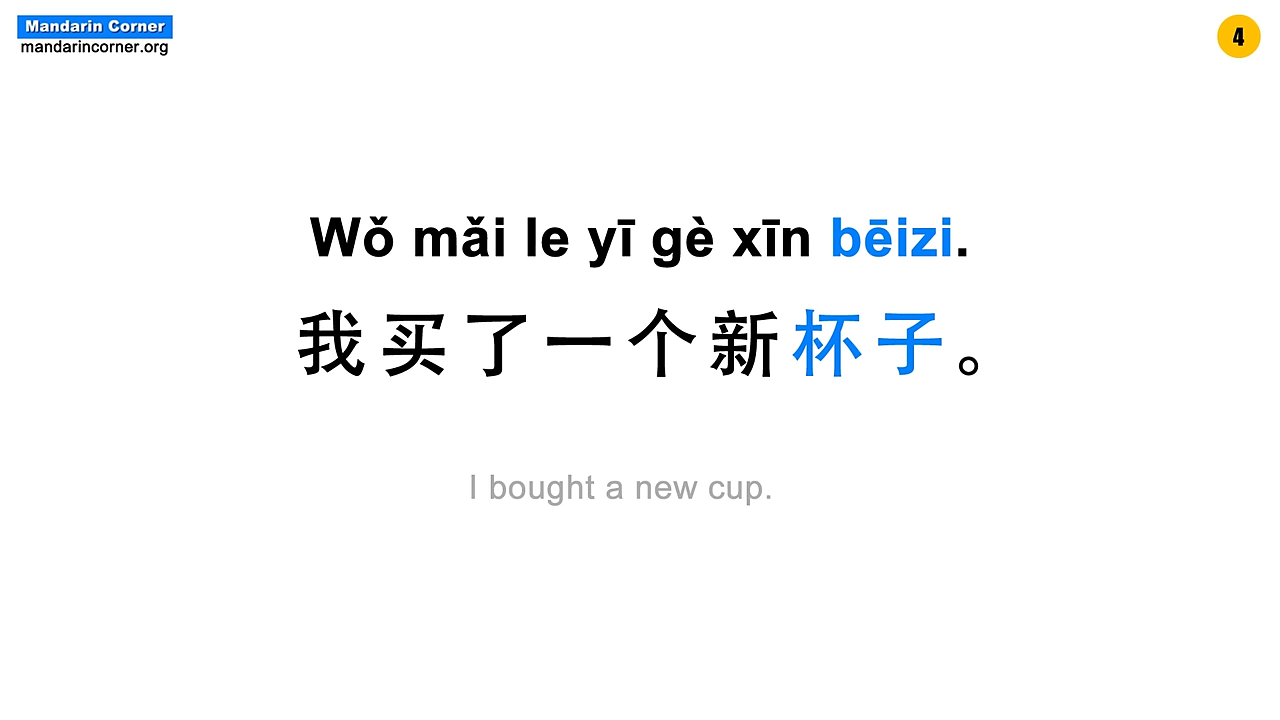 Mandarin Corner
mandarincorner.org
4
Wǒ mǎi le yī gè xīn bēizi.
我买了一个新杯子。
I bought a new cup.